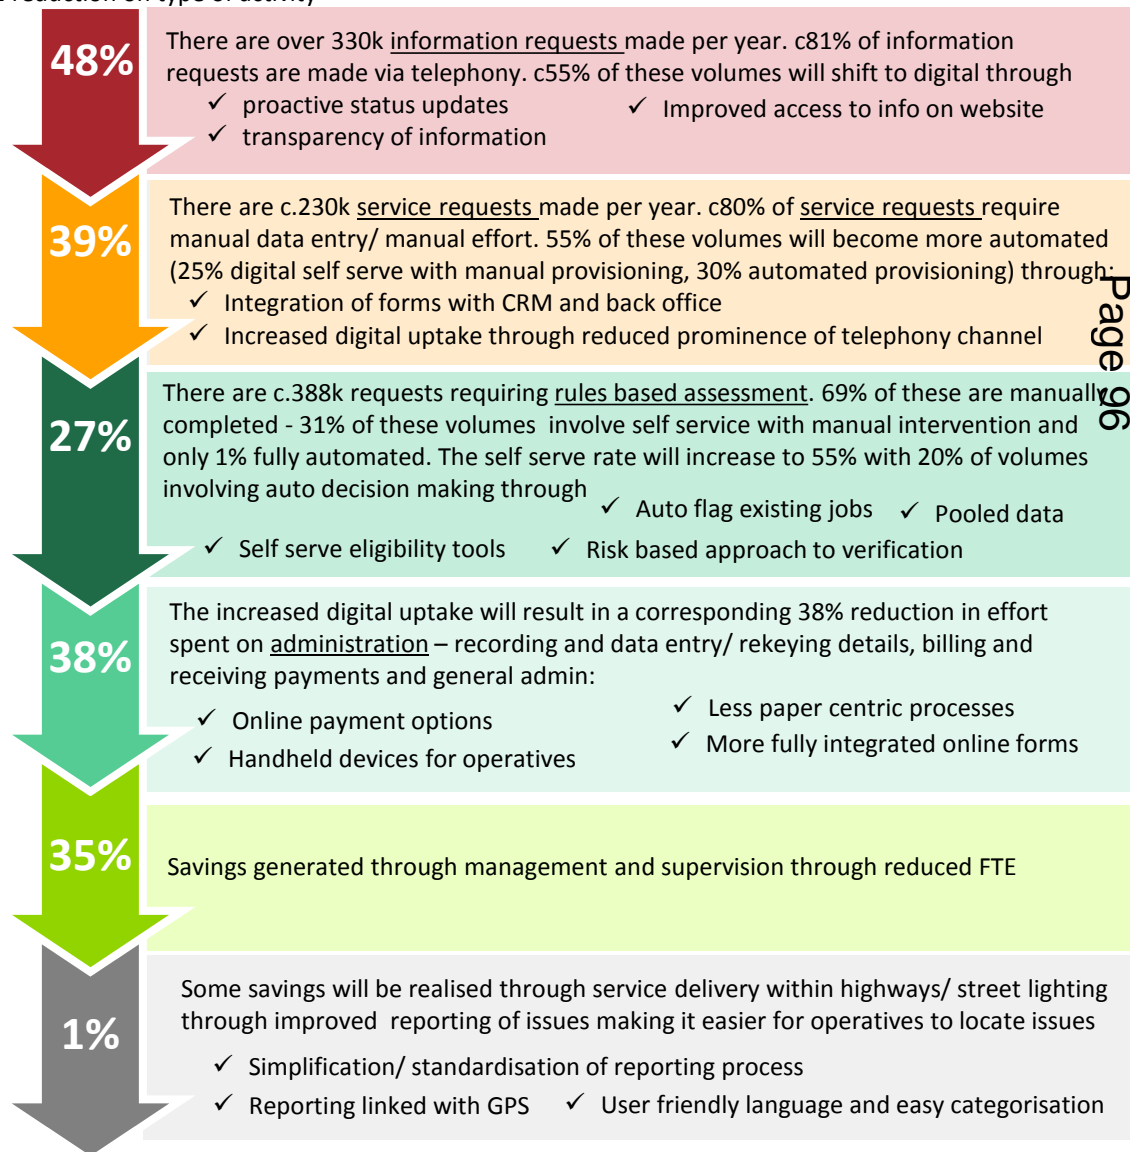 reduction on type of activity
48%
There are over 330k information requests made per year. c81% of information
requests are made via telephony. c55% of these volumes will shift to digital through
✓ proactive status updates
✓ Improved access to info on website
✓ transparency of information
39%
There are c.230k service requests made per year. c80% of service requests require
manual data entry/ manual effort. 55% of these volumes will become more automated
(25% digital self serve with manual provisioning, 30% automated provisioning) through:
✓ Integration of forms with CRM and back office
✓ Increased digital uptake through reduced prominence of telephony channel
Page 96
27%
There are c.388k requests requiring rules based assessment. 69% of these are manually
completed - 31% of these volumes involve self service with manual intervention and
only 1% fully automated. The self serve rate will increase to 55% with 20% of volumes
involving auto decision making through
✓ Auto flag existing jobs ✓ Pooled data
✓ Self serve eligibility tools ✓ Risk based approach to verification
38%
The increased digital uptake will result in a corresponding 38% reduction in effort
spent on administration – recording and data entry/ rekeying details, billing and
receiving payments and general admin:
✓ Online payment options
✓ Less paper centric processes
✓ Handheld devices for operatives
✓ More fully integrated online forms
35%
Savings generated through management and supervision through reduced FTE
1%
Some savings will be realised through service delivery within highways/ street lighting
through improved reporting of issues making it easier for operatives to locate issues
✓ Simplification/ standardisation of reporting process
✓ Reporting linked with GPS ✓ User friendly language and easy categorisation